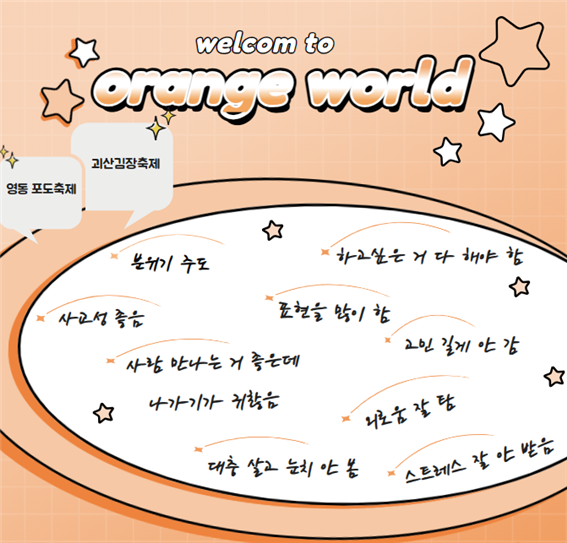 welcom to
orange world
괴산김장축제
영동 포도축제
분위기 주도
하고싶은 거 다 해야 함
사교성 좋음
표현을 많이 함
고민 길게 안 감
사람 만나는 거 좋은데
나가기가 귀찮음
외로움 잘 탐
대충 살고 눈치 안 봄
스트레스 잘 안 받음